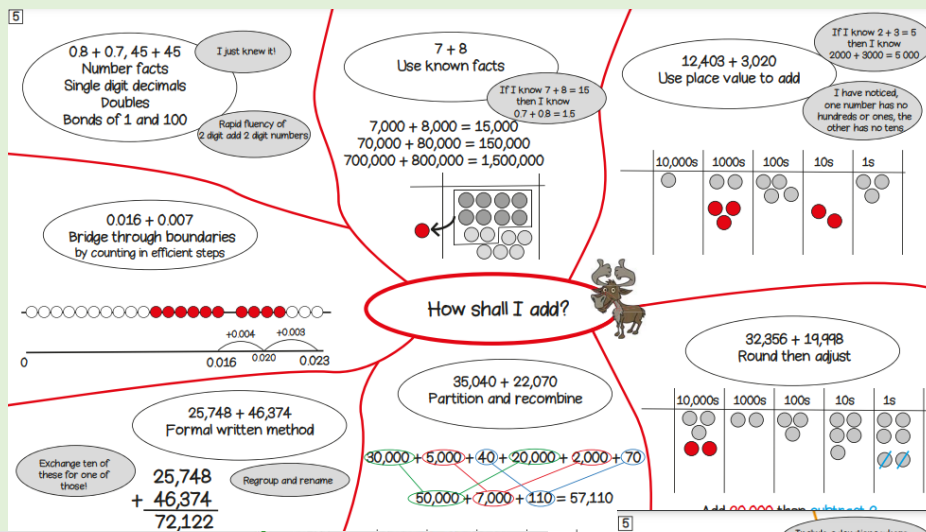 5
0.8 + 0.7, 45 + 45
Number facts
Single digit decimals
Doubles
Bonds of 1 and 100
I just knew it!
Rapid fluency of
2 digit add 2 digit numbers
7 + 8
Use known facts
If I know 7 + 8 = 15
then I know
0.7 + 0.8 = 1.5
7,000 + 8,000 = 15,000
70,000 + 80,000 = 150,000
700,000 + 800,000 = 1,500,000
12,403 + 3,020
Use place value to add
If I know 2 + 3 = 5
then I know
2000 + 3000 = 5 000
I have noticed,
one number has no
hundreds or ones, the
other has no tens
10,000s 1000s 100s 10s 1s
0.016 + 0.007
Bridge through boundaries
by counting in efficient steps
+0.004 +0.003
0 0.016 0.020 0.023
How shall I add?
32,356 + 19,998
Round then adjust
10,000s 1000s 100s 10s 1s
25,748 + 46,374
Formal written method
Exchange ten of
these for one of
those!
25,748
+ 46,374
72,122
Regroup and rename
35,040 + 22,070
Partition and recombine
30,000 + 5,000 + 40 + 20,000 + 2,000 + 70
50,000 + 7,000 + 110 = 57,110
5